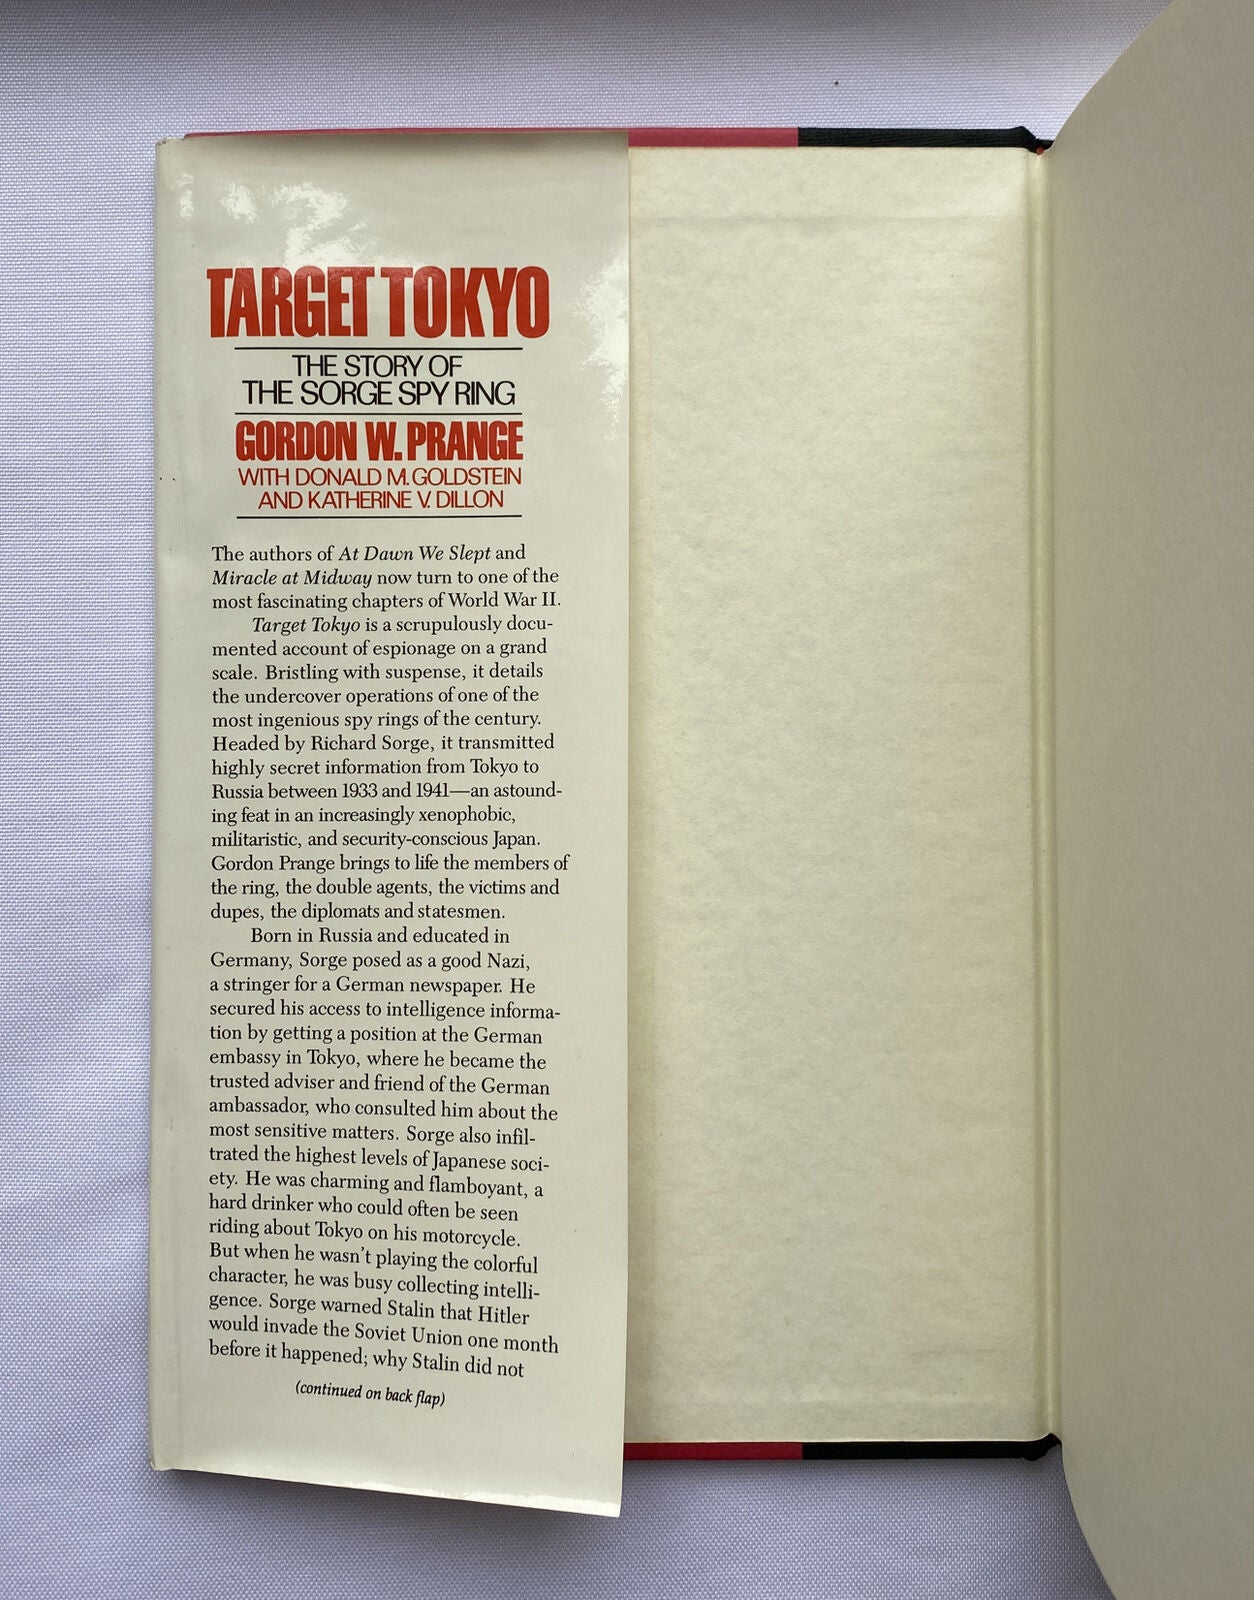 TARGET TOKYO
THE STORY OF
THE SORGE SPY RING
GORDON W. PRANGE
WITH DONALD M. GOLDSTEIN
AND KATHERINE V. DILLON
The authors of At Dawn We Slept and
Miracle at Midway now turn to one of the
most fascinating chapters of World War II.
Target Tokyo is a scrupulously docu-
mented account of espionage on a grand
scale. Bristling with suspense, it details
the undercover operations of one of the
most ingenious spy rings of the century.
Headed by Richard Sorge, it transmitted
highly secret information from Tokyo to
Russia between 1933 and 1941—an astound-
ing feat in an increasingly xenophobic,
militaristic, and security-conscious Japan.
Gordon Prange brings to life the members of
the ring, the double agents, the victims and
dupes, the diplomats and statesmen.
Born in Russia and educated in
Germany, Sorge posed as a good Nazi,
a stringer for a German newspaper. He
secured his access to intelligence informa-
tion by getting a position at the German
embassy in Tokyo, where he became the
trusted adviser and friend of the German
ambassador, who consulted him about the
most sensitive matters. Sorge also infil-
trated the highest levels of Japanese soci-
ety. He was charming and flamboyant, a
hard drinker who could often be seen
riding about Tokyo on his motorcycle.
But when he wasn't playing the colorful
character, he was busy collecting intelli-
gence. Sorge warned Stalin that Hitler
would invade the Soviet Union one month
before it happened; why Stalin did not
(continued on back flap)